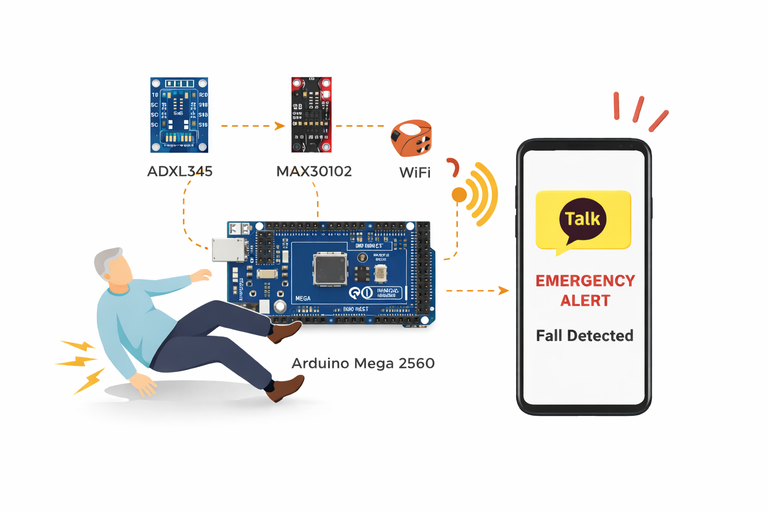 ADXL345
MAX30102
WiFi
Talk
EMERGENCY
ALERT
Fall Detected
MEGA
Arduino Mega 2560